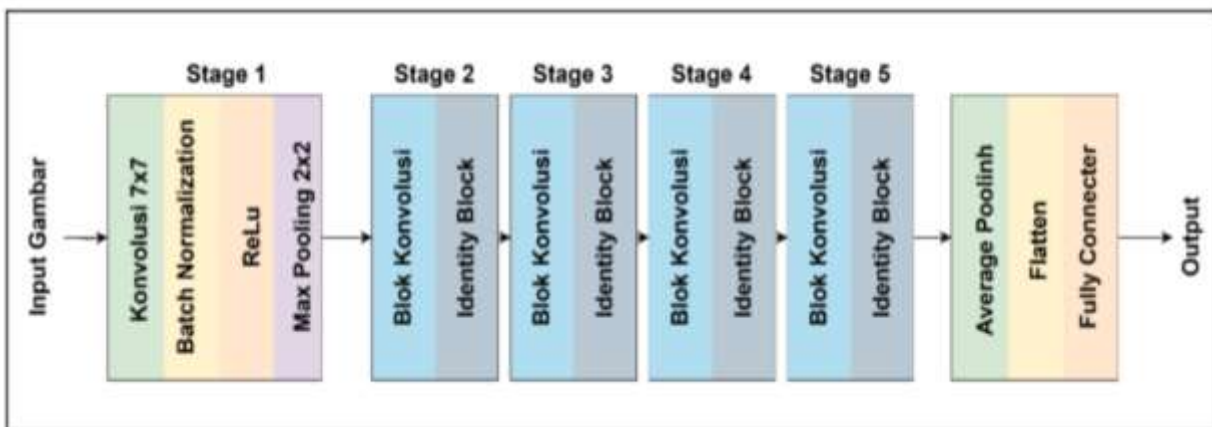 Stage 1
Stage 2
Stage 3
Stage 4
Stage 5
Input Gambar
Konvolusi 7x7
Batch Normalization
ReLu
Max Pooling 2x2
Blok Konvolusi
Identity Block
Blok Konvolusi
Identity Block
Blok Konvolusi
Identity Block
Blok Konvolusi
Identity Block
Average Poolinh
Flatten
Fully Connecter
Output